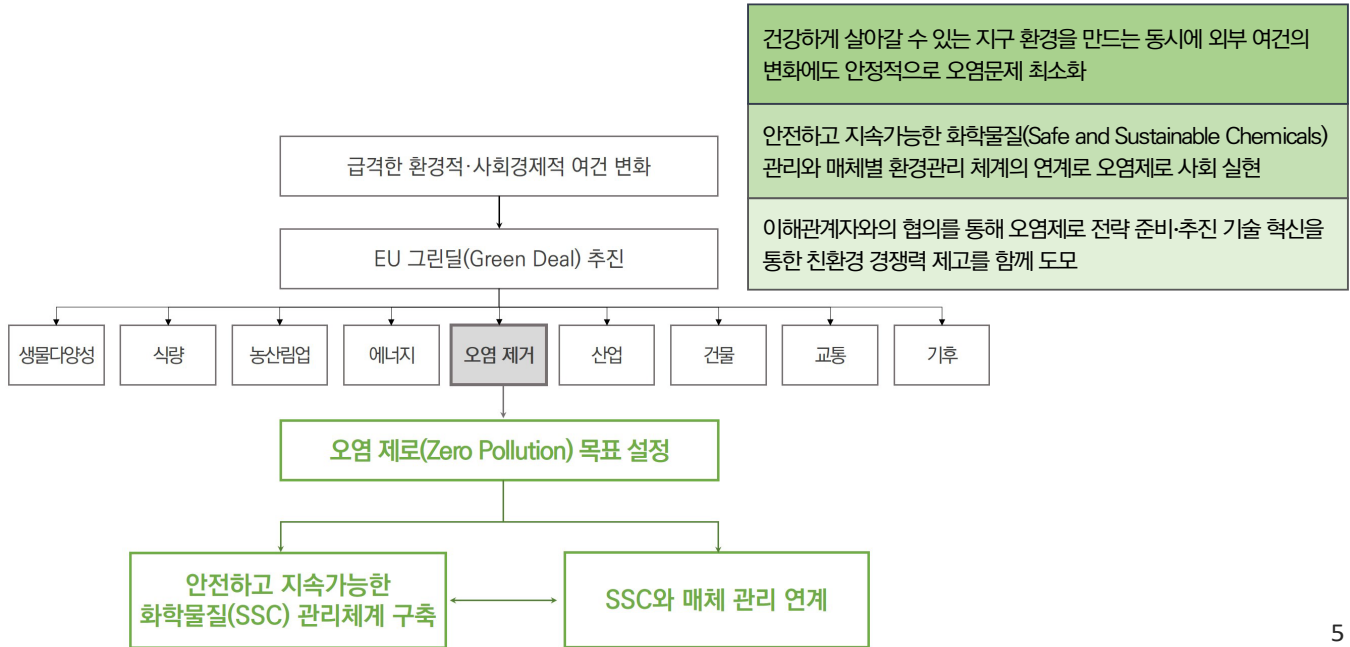 건강하게 살아갈 수 있는 지구 환경을 만드는 동시에 외부 여건의
변화에도 안정적으로 오염문제 최소화
안전하고 지속가능한 화학물질(Safe and Sustainable Chemicals)
관리와 매체별 환경관리 체계의 연계로 오염제로 사회 실현
이해관계자와의 협의를 통해 오염제로 전략 준비·추진 기술 혁신을
통한 친환경 경쟁력 제고를 함께 도모
급격한 환경적·사회경제적 여건 변화
EU 그린딜(Green Deal) 추진
생물다양성
식량
농산림업
에너지
오염 제거
산업
건물
교통
기후
오염 제로(Zero Pollution) 목표 설정
안전하고 지속가능한
화학물질(SSC) 관리체계 구축
SSC와 매체 관리 연계
5